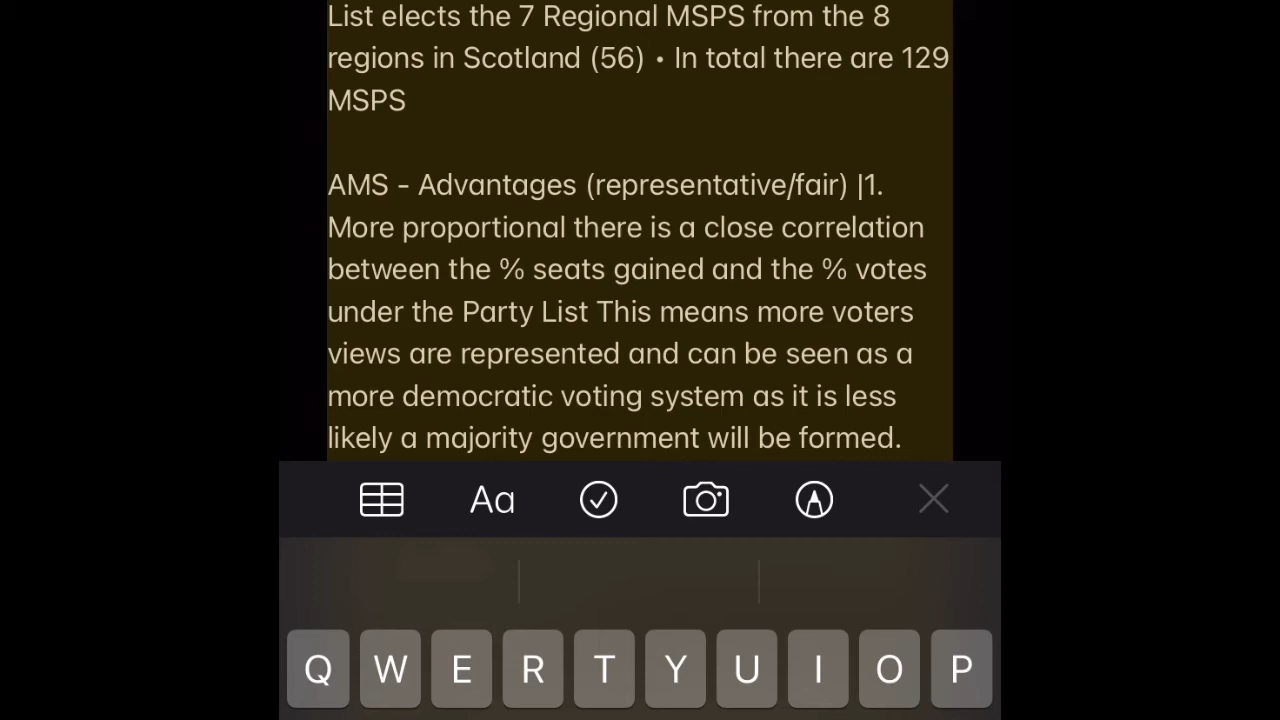 List elects the 7 Regional MSPS from the 8
regions in Scotland (56) • In total there are 129
MSPS
AMS - Advantages (representative/fair) |1.
More proportional there is a close correlation
between the % seats gained and the % votes
under the Party List This means more voters
views are represented and can be seen as a
more democratic voting system as it is less
likely a majority government will be formed.
Aa
Q W E R T Y U I O P